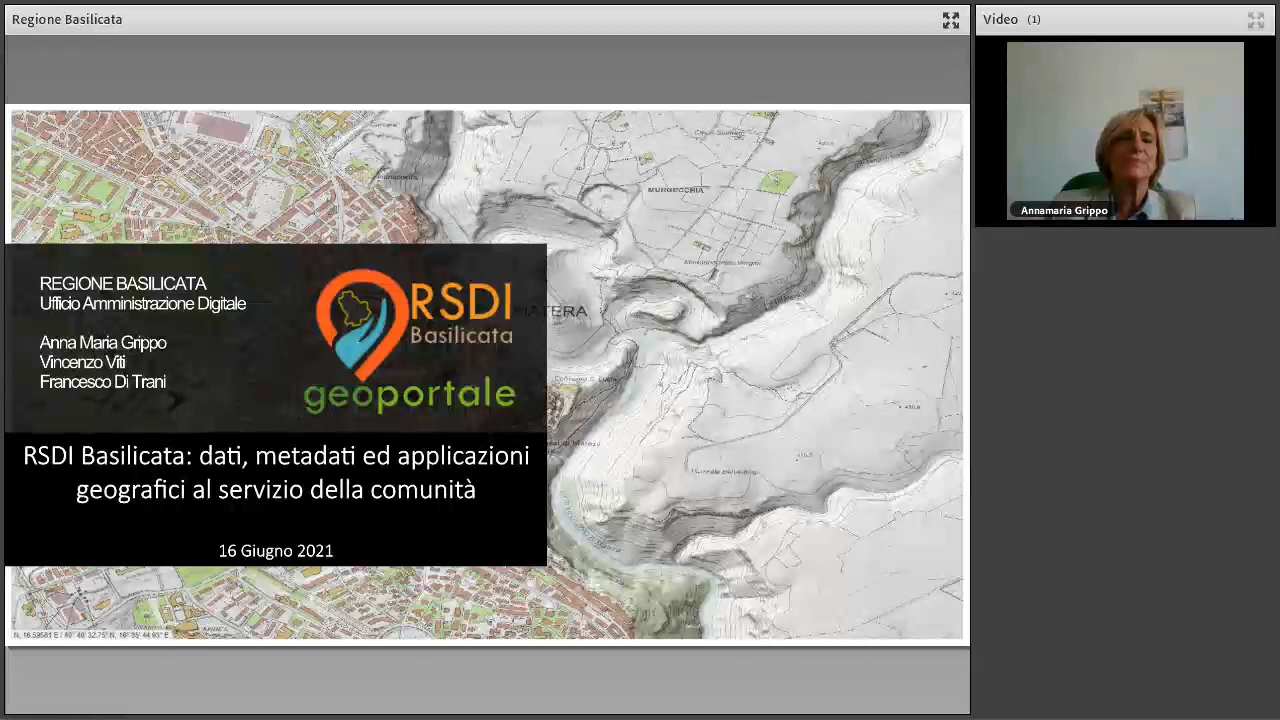 Regione Basilicata
Video (1)
Annamaria Grippo
REGIONE BASILICATA
Ufficio Amministrazione Digitale
Anna Maria Grippo
Vincenzo Viti
Francesco Di Trani
RSDI
Basilicata
geoportale
MATERA
MURGECCHIA
RSDI Basilicata: dati, metadati ed applicazioni
geografici al servizio della comunità
16 Giugno 2021